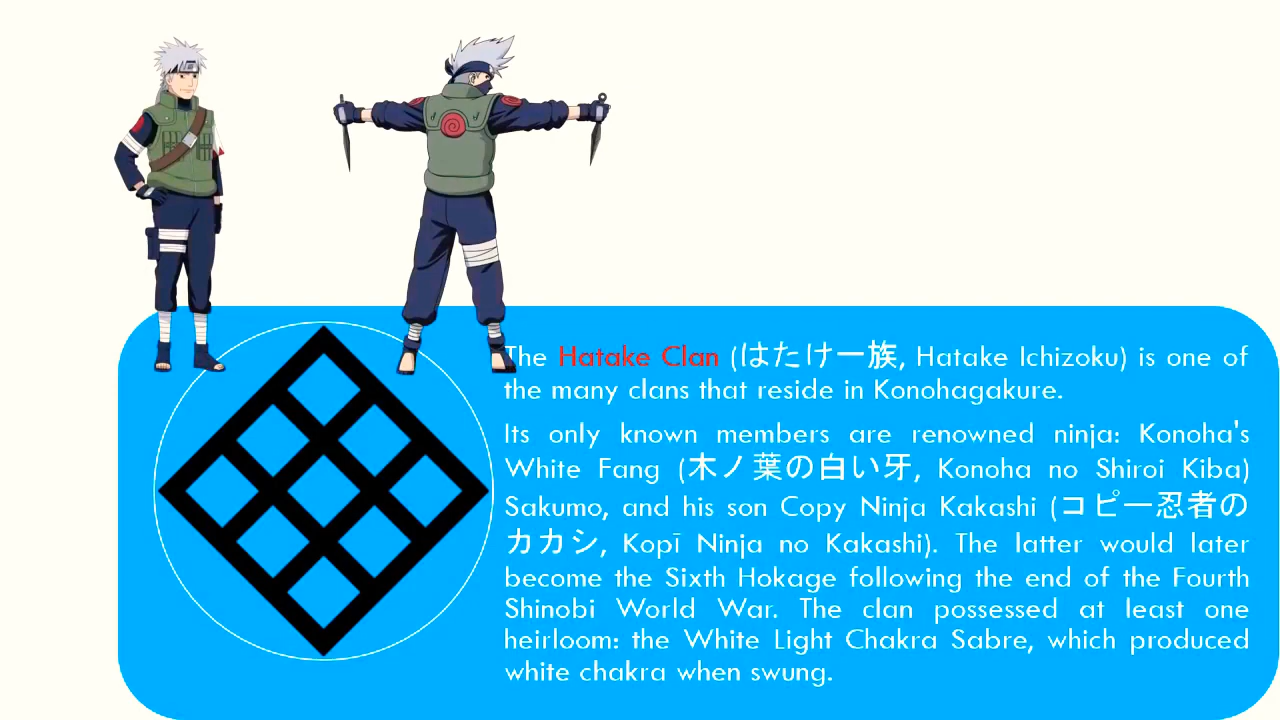 The Hatake Clan (はたけ一族, Hatake Ichizoku) is one of
the many clans that reside in Konohagakure.
Its only known members are renowned ninja: Konoha's
White Fang (木ノ葉の白い牙, Konoha no Shiroi Kiba)
Sakumo, and his son Copy Ninja Kakashi (コピー忍者の
カカシ, Kopī Ninja no Kakashi). The latter would later
become the Sixth Hokage following the end of the Fourth
Shinobi World War. The clan possessed at least one
heirloom: the White Light Chakra Sabre, which produced
white chakra when swung.